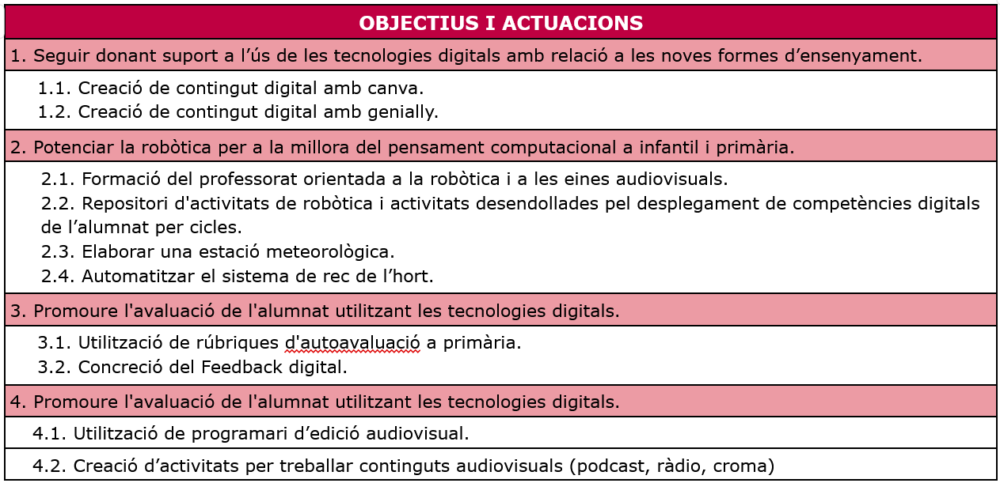 OBJECTIUS I ACTUACIONS
1. Seguir donant suport a l’ús de les tecnologies digitals amb relació a les noves formes d’ensenyament.
1.1. Creació de contingut digital amb canva.
1.2. Creació de contingut digital amb genially.
2. Potenciar la robòtica per a la millora del pensament computacional a infantil i primària.
2.1. Formació del professorat orientada a la robòtica i a les eines audiovisuals.
2.2. Repositori d'activitats de robòtica i activitats desendollades pel desplegament de competències digitals
de l’alumnat per cicles.
2.3. Elaborar una estació meteorològica.
2.4. Automatitzar el sistema de rec de l’hort.
3. Promoure l'avaluació de l'alumnat utilitzant les tecnologies digitals.
3.1. Utilització de rúbriques d'autoavaluació a primària.
3.2. Concreció del Feedback digital.
4. Promoure l'avaluació de l'alumnat utilitzant les tecnologies digitals.
4.1. Utilització de programari d’edició audiovisual.
4.2. Creació d’activitats per treballar continguts audiovisuals (podcast, ràdio, croma)